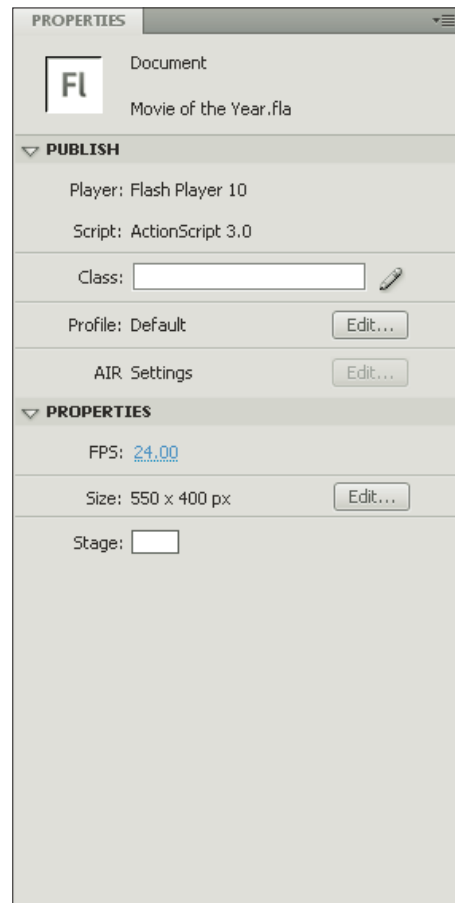 PROPERTIES
Fl
Document
Movie of the Year.fla
PUBLISH
Player: Flash Player 10
Script: ActionScript 3.0
Class:
Profile: Default Edit...
AIR Settings Edit...
PROPERTIES
FPS: 24.00
Size: 550 x 400 px Edit...
Stage: